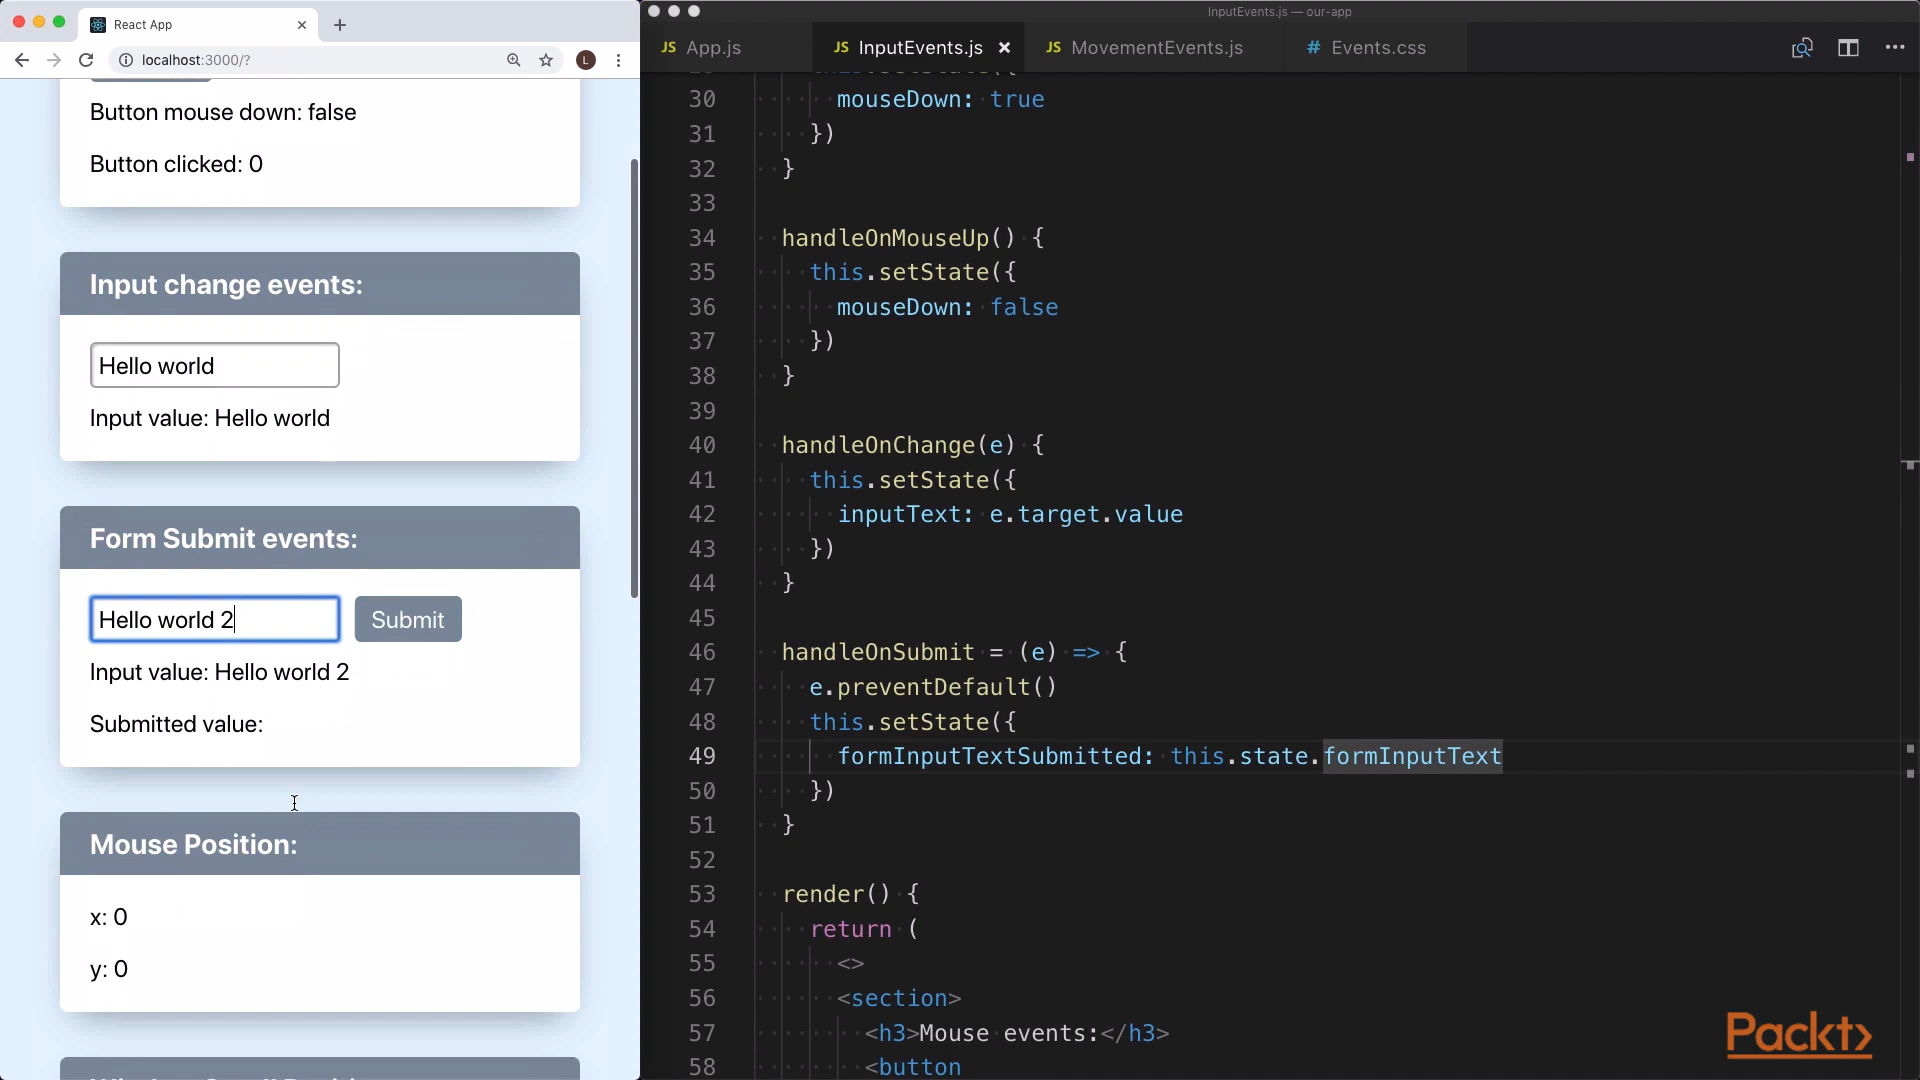 React App
InputEvents.js — our-app
JS App.js
JS InputEvents.js
JS MovementEvents.js
# Events.css
localhost:3000/?
L
Button mouse down: false
Button clicked: 0
Input change events:
Hello world
Input value: Hello world
Form Submit events:
Hello world 2
Submit
Input value: Hello world 2
Submitted value:
Mouse Position:
x: 0
y: 0
30 mouseDown: true
31 })
32 }
33
34 handleOnMouseUp() {
35 this.setState({
36 mouseDown: false
37 })
38 }
39
40 handleOnChange(e) {
41 this.setState({
42 inputText: e.target.value
43 })
44 }
45
46 handleOnSubmit = (e) => {
47 e.preventDefault()
48 this.setState({
49 formInputTextSubmitted: this.state.formInputText
50 })
51 }
52
53 render() {
54 return (
55 <>
56 <section>
57 <h3>Mouse events:</h3>
58 <button
Packt>